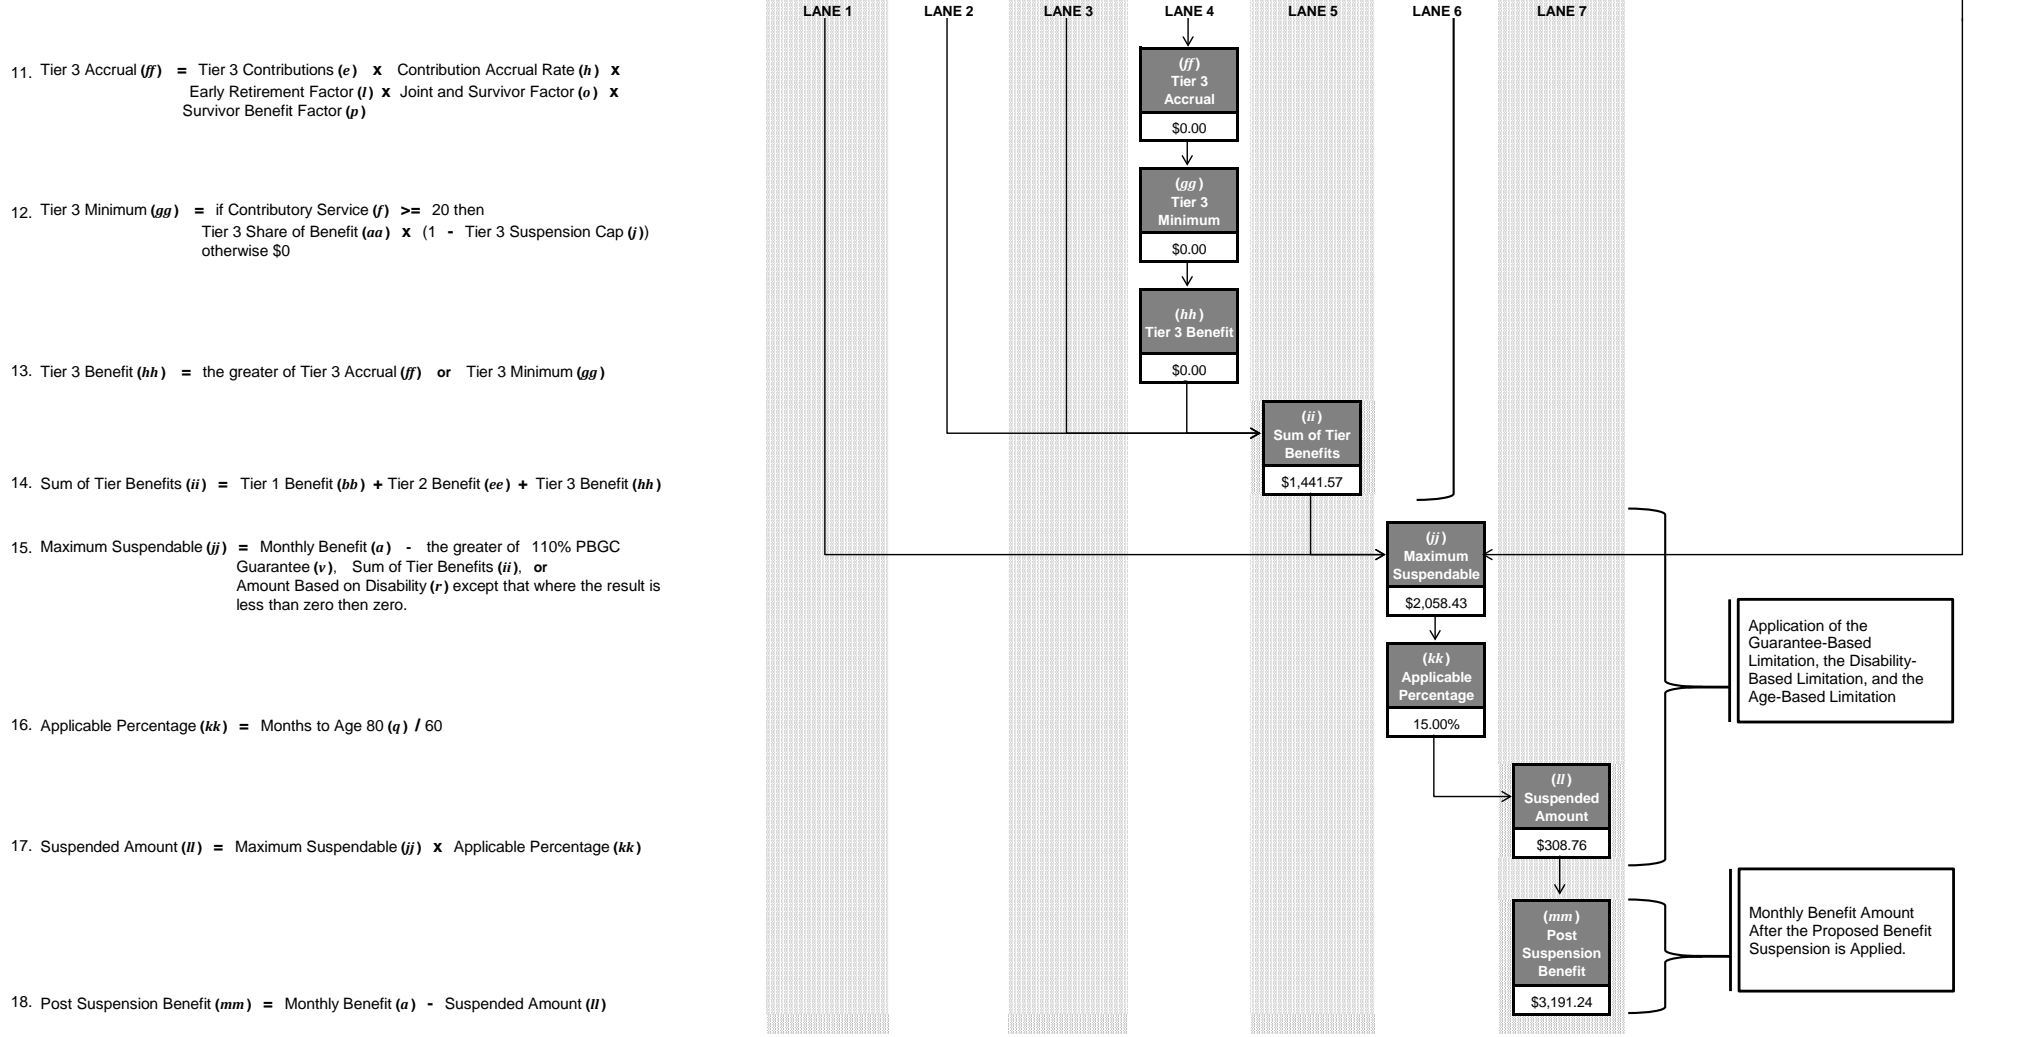 LANE 1 LANE 2 LANE 3 LANE 4 LANE 5 LANE 6 LANE 7
11. Tier 3 Accrual (ff) = Tier 3 Contributions (e) x Contribution Accrual Rate (h) x
Early Retirement Factor (l) x Joint and Survivor Factor (o) x
Survivor Benefit Factor (p)
(ff)
Tier 3
Accrual
$0.00
12. Tier 3 Minimum (gg) = if Contributory Service (f) >= 20 then
Tier 3 Share of Benefit (aa) x (1 - Tier 3 Suspension Cap (j))
otherwise $0
(gg)
Tier 3
Minimum
$0.00
13. Tier 3 Benefit (hh) = the greater of Tier 3 Accrual (ff) or Tier 3 Minimum (gg)
(hh)
Tier 3 Benefit
$0.00
14. Sum of Tier Benefits (ii) = Tier 1 Benefit (bb) + Tier 2 Benefit (ee) + Tier 3 Benefit (hh)
(ii)
Sum of Tier
Benefits
$1,441.57
15. Maximum Suspendable (jj) = Monthly Benefit (a) - the greater of 110% PBGC
Guarantee (v), Sum of Tier Benefits (ii), or
Amount Based on Disability (r) except that where the result is
less than zero then zero.
(jj)
Maximum
Suspendable
$2,058.43
16. Applicable Percentage (kk) = Months to Age 80 (q) / 60
(kk)
Applicable
Percentage
15.00%
Application of the
Guarantee-Based
Limitation, the Disability-
Based Limitation, and the
Age-Based Limitation
17. Suspended Amount (ll) = Maximum Suspendable (jj) x Applicable Percentage (kk)
(ll)
Suspended
Amount
$308.76
18. Post Suspension Benefit (mm) = Monthly Benefit (a) - Suspended Amount (ll)
(mm)
Post
Suspension
Benefit
$3,191.24
Monthly Benefit Amount
After the Proposed Benefit
Suspension is Applied.